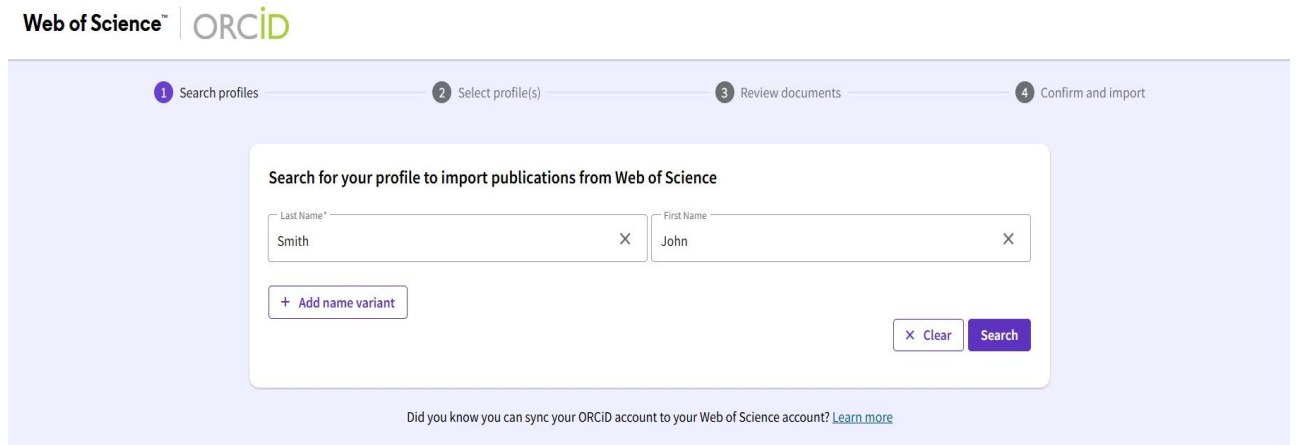 Web of Science™ ORCiD
1 Search profiles 2 Select profile(s) 3 Review documents 4 Confirm and import
Search for your profile to import publications from Web of Science
Last Name* First Name
Smith John
+ Add name variant
Clear Search
Did you know you can sync your ORCiD account to your Web of Science account? Learn more